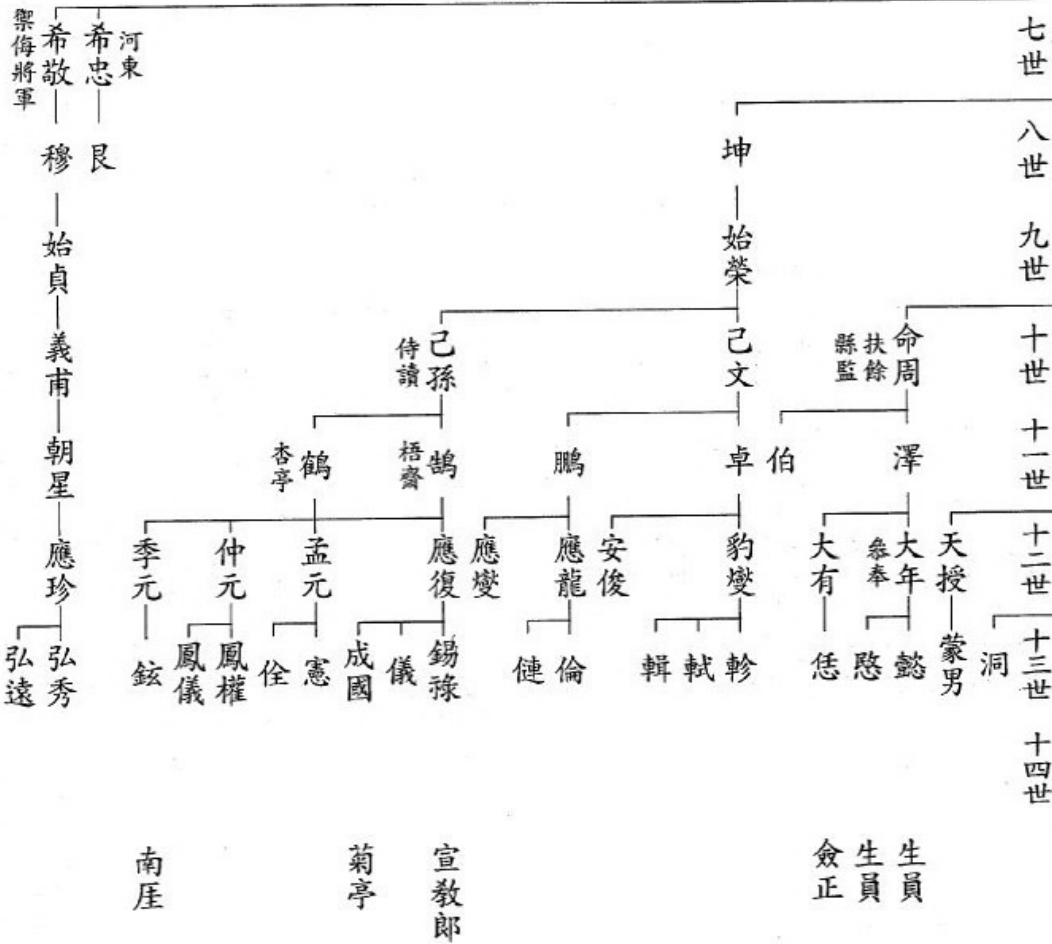 七世
河東
希忠
希敬
禦侮將軍
八世
坤
艮
穆
九世
始榮
始貞
十世
命周
扶餘
縣監
己文
己孫
侍讀
義甫
十一世
澤
伯
卓
鵬
鵠
梧齋
鶴
杏亭
朝星
十二世
天授
大年
叅奉
大有
豹燮
安俊
應龍
應燮
應復
孟元
仲元
季元
應珍
十三世
洞
蒙男
懿
愍
恁
軫
軾
輯
倫
僆
錫祿
儀
成國
憲
佺
鳳權
鳳儀
鉉
弘秀
弘遠
十四世
生員
生員
僉正
宣敎郎
菊亭
南厓